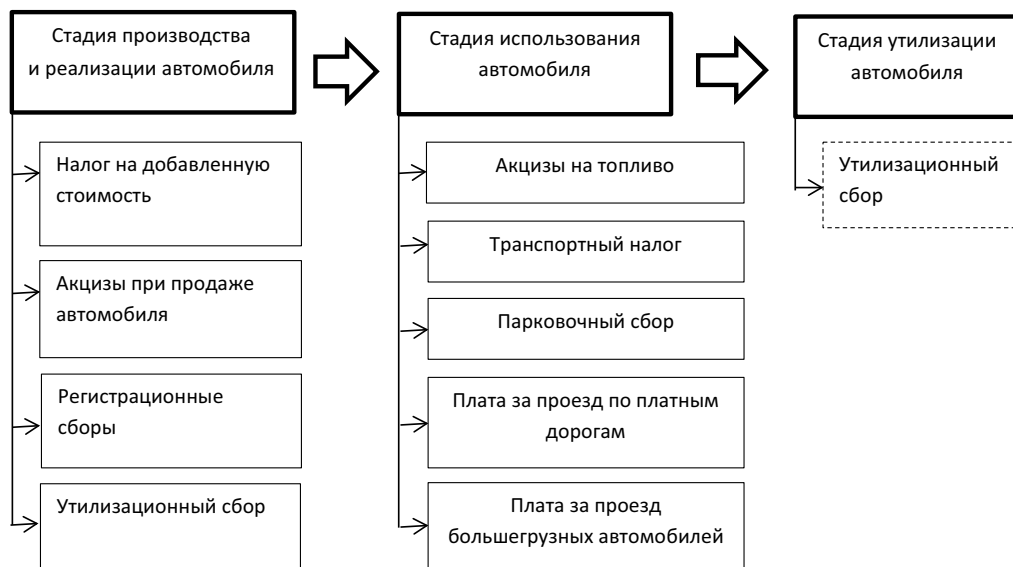 Стадия производства
и реализации автомобиля
Стадия использования
автомобиля
Стадия утилизации
автомобиля
Налог на добавленную
стоимость
Акцизы при продаже
автомобиля
Регистрационные
сборы
Утилизационный сбор
Акцизы на топливо
Транспортный налог
Парковочный сбор
Плата за проезд по платным
дорогам
Плата за проезд
большегрузных автомобилей
Утилизационный
сбор